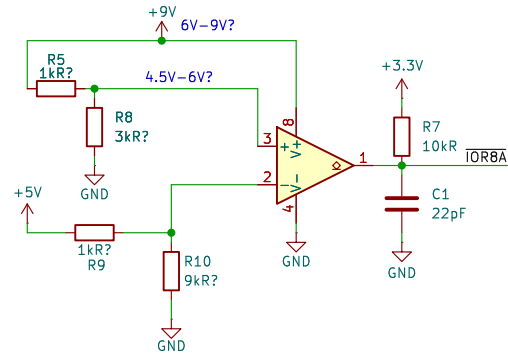 +9V
6V-9V?
R5
1kR?
4.5V-6V?
+3.3V
R8
3kR?
8
3
+
V+
R7
10kR
1
IOR8A
GND
2
-
V-
4
+5V
C1
22pF
1kR?
R9
R10
9kR?
GND
GND
GND